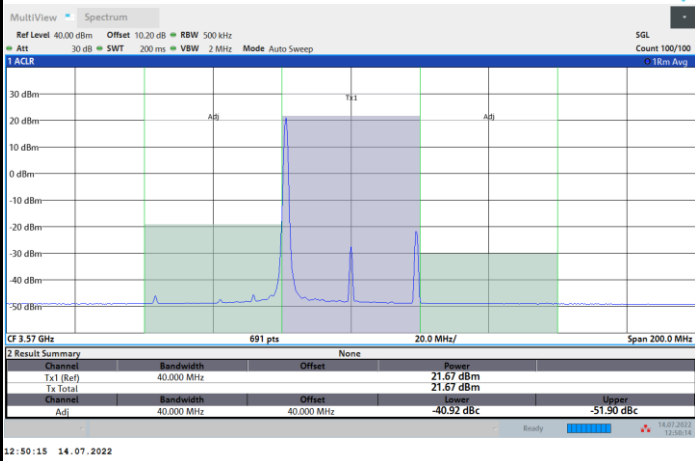 MultiView Spectrum
Ref Level 40.00 dBm Offset 10.20 dB RBW 500 kHz SGL
Att 30 dB SWT 200 ms VBW 2 MHz Mode Auto Sweep Count 100/100
1 ACLR 1Rm Avg
30 dBm
Tx1
20 dBm Adj Adj
10 dBm
0 dBm
-10 dBm
-20 dBm
-30 dBm
-40 dBm
-50 dBm
CF 3.57 GHz 691 pts 20.0 MHz/ Span 200.0 MHz
2 Result Summary None
Channel Bandwidth Offset Power
Tx1 (Ref) 40.000 MHz 21.67 dBm
Tx Total 21.67 dBm
Channel Bandwidth Offset Lower Upper
Adj 40.000 MHz 40.000 MHz -40.92 dBc -51.90 dBc
Ready 14.07.2022
12:50:14
12:50:15 14.07.2022